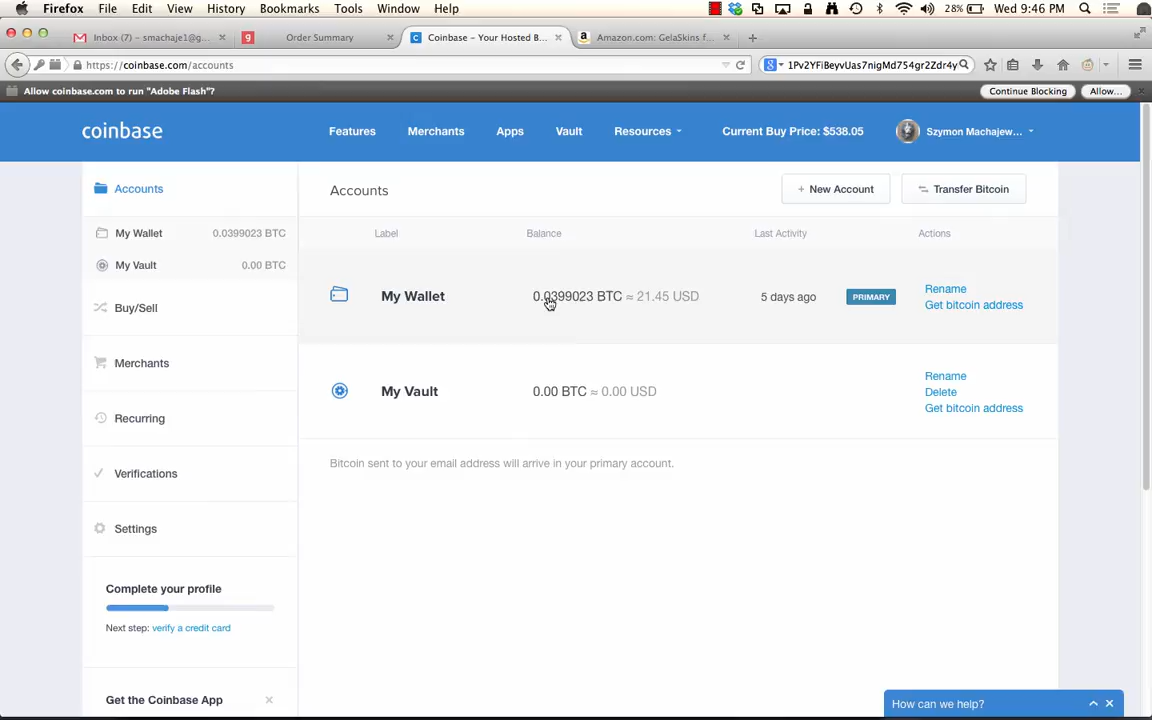 Firefox File Edit View History Bookmarks Tools Window Help 28% Wed 9:46 PM
Inbox (7) – smachaje1@g... Order Summary Coinbase – Your Hosted B... Amazon.com: GelaSkins fo...
https://coinbase.com/accounts 1Pv2YFiBeyvUas7nigMd754gr2Zdr4y
Allow coinbase.com to run "Adobe Flash"? Continue Blocking Allow...
coinbase Features Merchants Apps Vault Resources Current Buy Price: $538.05 Szymon Machajew...
Accounts
My Wallet 0.0399023 BTC
My Vault 0.00 BTC
Buy/Sell
Merchants
Recurring
Verifications
Settings
Complete your profile
Next step: verify a credit card
Get the Coinbase App
Accounts + New Account Transfer Bitcoin
Label Balance Last Activity Actions
My Wallet 0.0399023 BTC ≈ 21.45 USD 5 days ago PRIMARY
Rename
Get bitcoin address
My Vault 0.00 BTC ≈ 0.00 USD
Rename
Delete
Get bitcoin address
Bitcoin sent to your email address will arrive in your primary account.
How can we help?